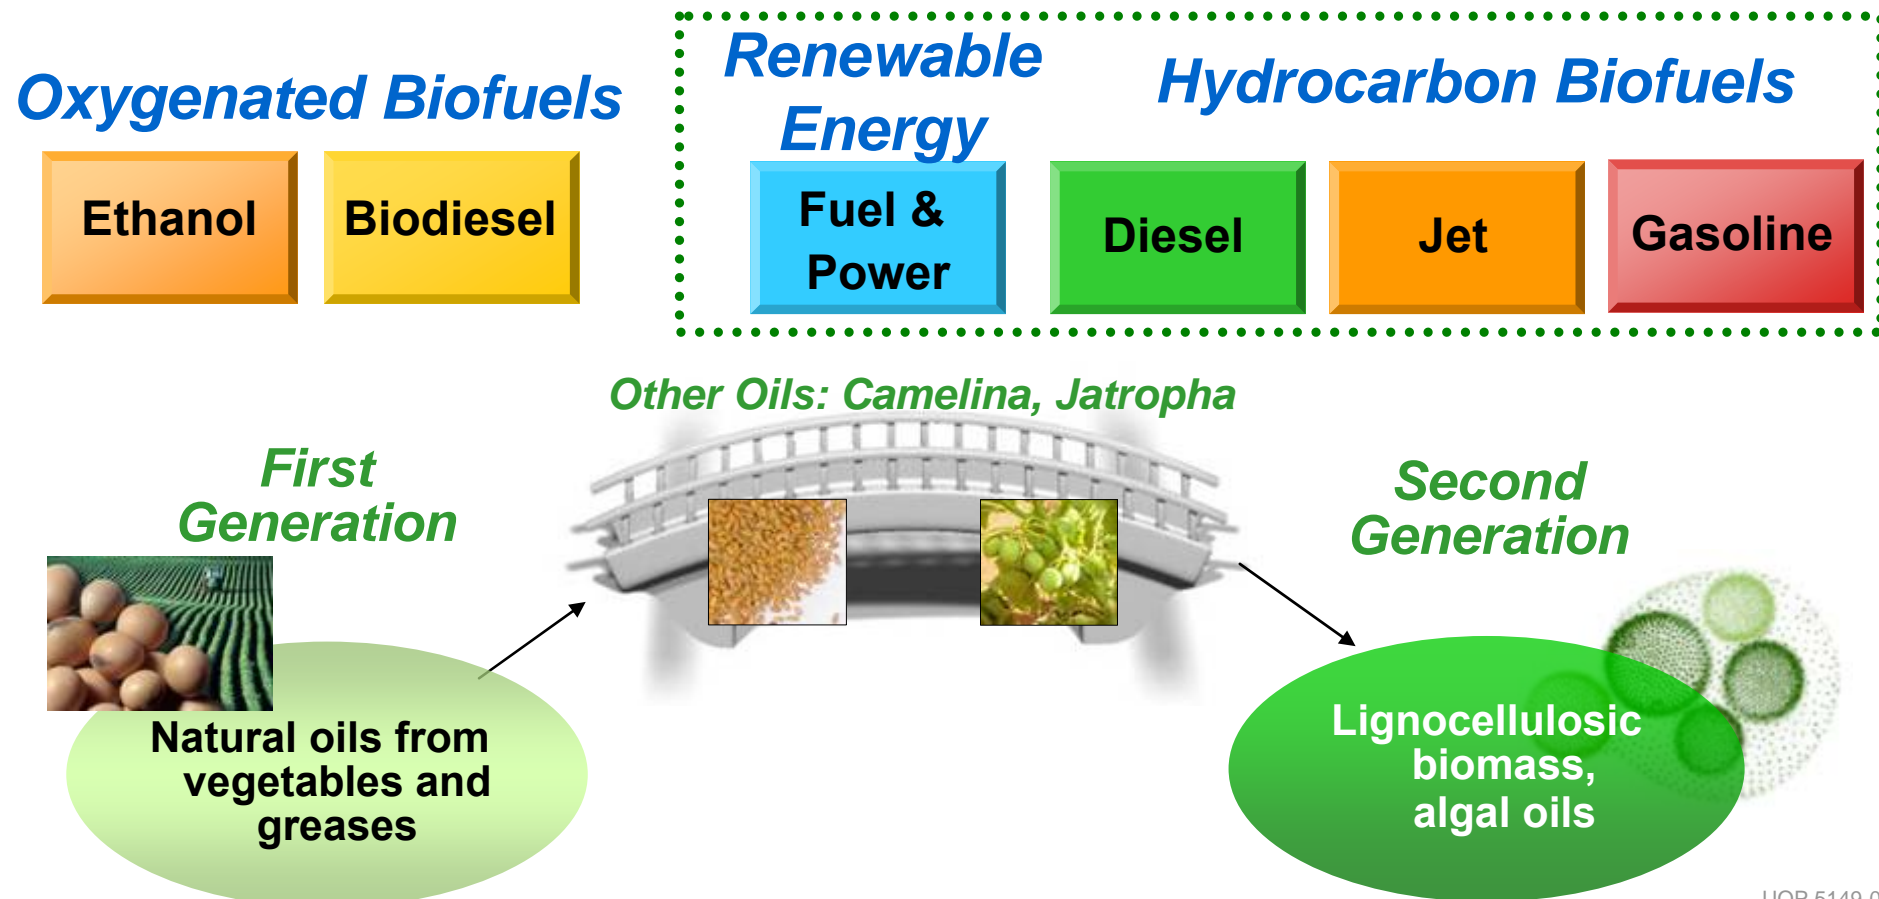 Oxygenated Biofuels
Ethanol
Biodiesel
Renewable
Energy
Hydrocarbon Biofuels
Fuel &
Power
Diesel
Jet
Gasoline
Other Oils: Camelina, Jatropha
First
Generation
Second
Generation
Natural oils from
vegetables and
greases
Lignocellulosic
biomass,
algal oils